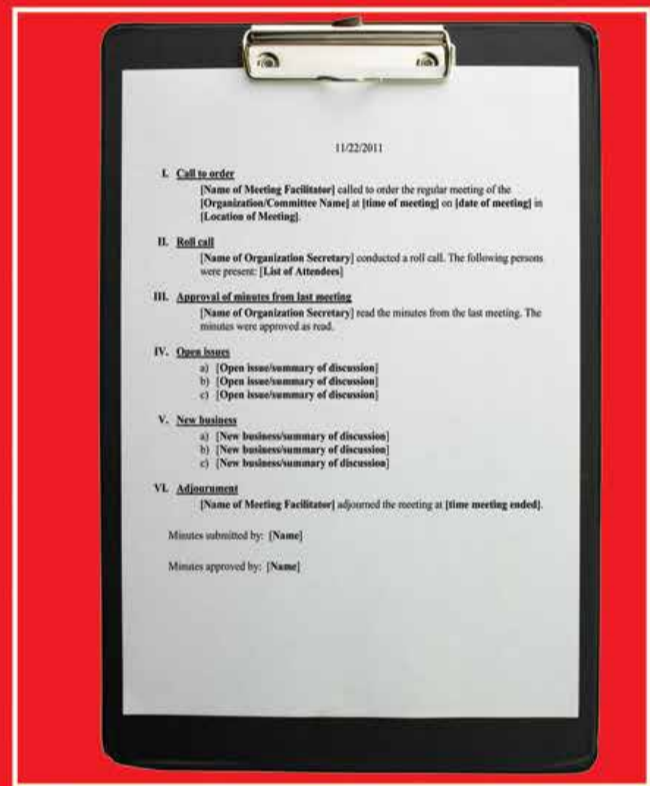 11/22/2011
I. Call to order
[Name of Meeting Facilitator] called to order the regular meeting of the
[Organization/Committee Name] at [time of meeting] on [date of meeting] in
[Location of Meeting].
II. Roll call
[Name of Organization Secretary] conducted a roll call. The following persons
were present: [List of Attendees]
III. Approval of minutes from last meeting
[Name of Organization Secretary] read the minutes from the last meeting. The
minutes were approved as read.
IV. Open issues
a) [Open issue/summary of discussion]
b) [Open issue/summary of discussion]
c) [Open issue/summary of discussion]
V. New business
a) [New business/summary of discussion]
b) [New business/summary of discussion]
c) [New business/summary of discussion]
VI. Adjournment
[Name of Meeting Facilitator] adjourned the meeting at [time meeting ended].
Minutes submitted by: [Name]
Minutes approved by: [Name]